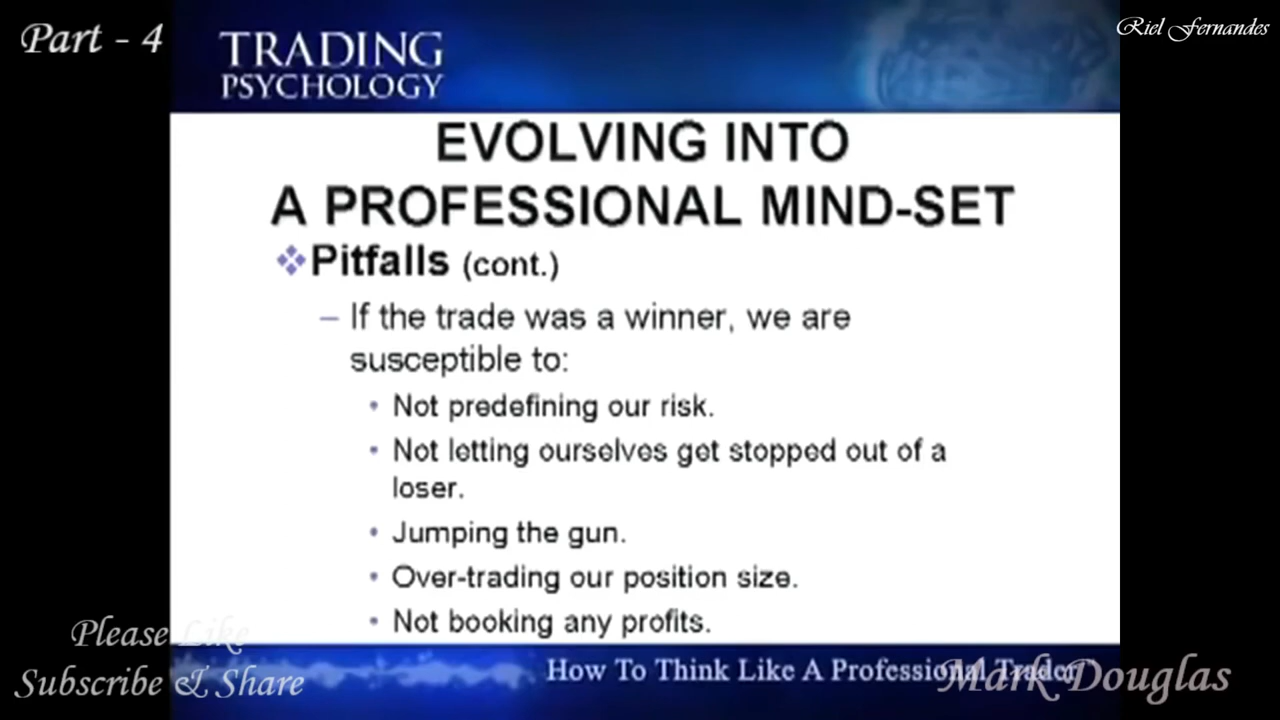 Part - 4
Riel Fernandes
TRADING
PSYCHOLOGY
EVOLVING INTO
A PROFESSIONAL MIND-SET
❖Pitfalls (cont.)
– If the trade was a winner, we are
susceptible to:
• Not predefining our risk.
• Not letting ourselves get stopped out of a
loser.
• Jumping the gun.
• Over-trading our position size.
• Not booking any profits.
Please Like
Subscribe & Share
How To Think Like A Professional Trader
Mark Douglas